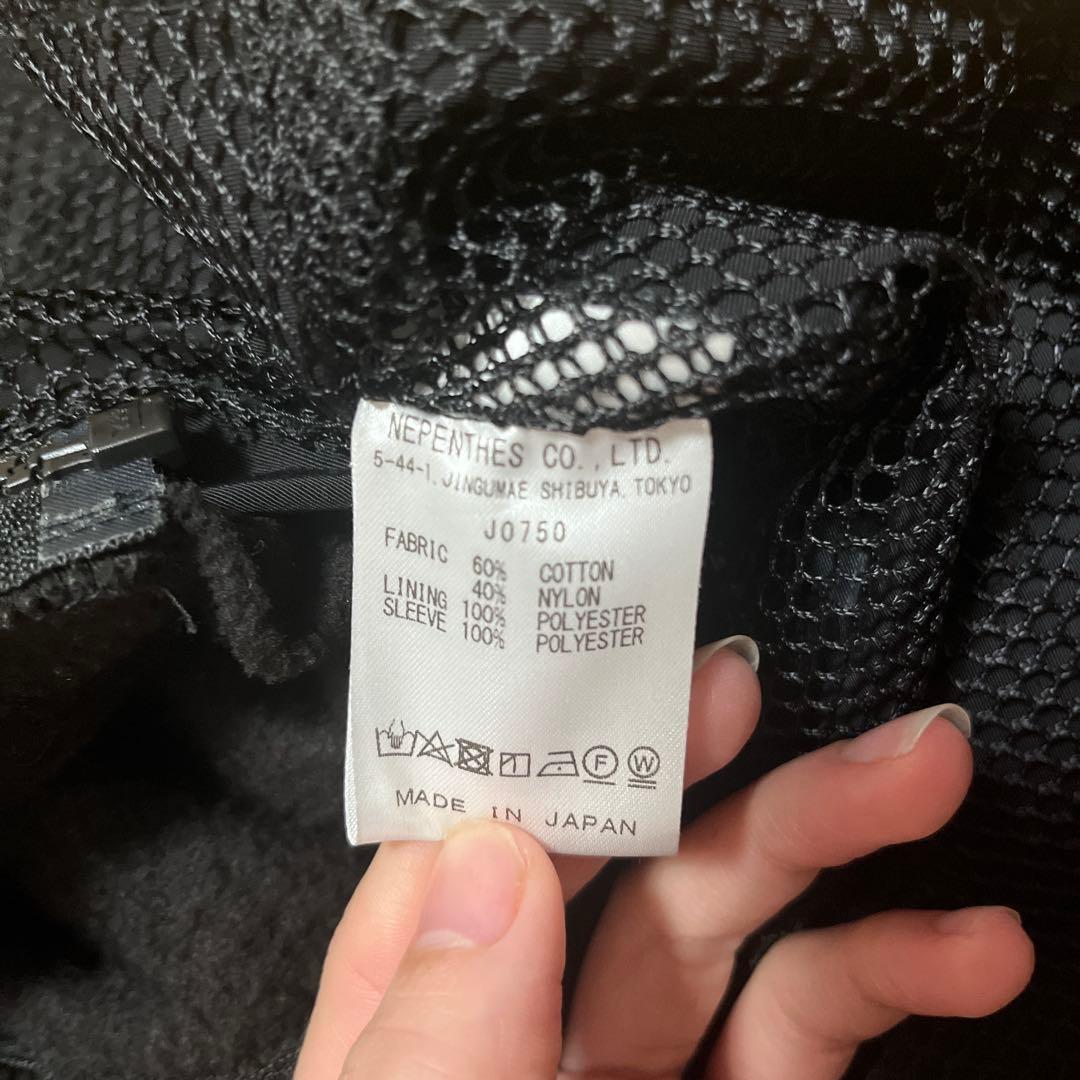 NEPENTHES CO., LTD.
5-44-1, JINGUMAE SHIBUYA TOKYO
J0750
FABRIC 60% COTTON
40% NYLON
LINING 100% POLYESTER
SLEEVE 100% POLYESTER
F W
MADE IN JAPAN